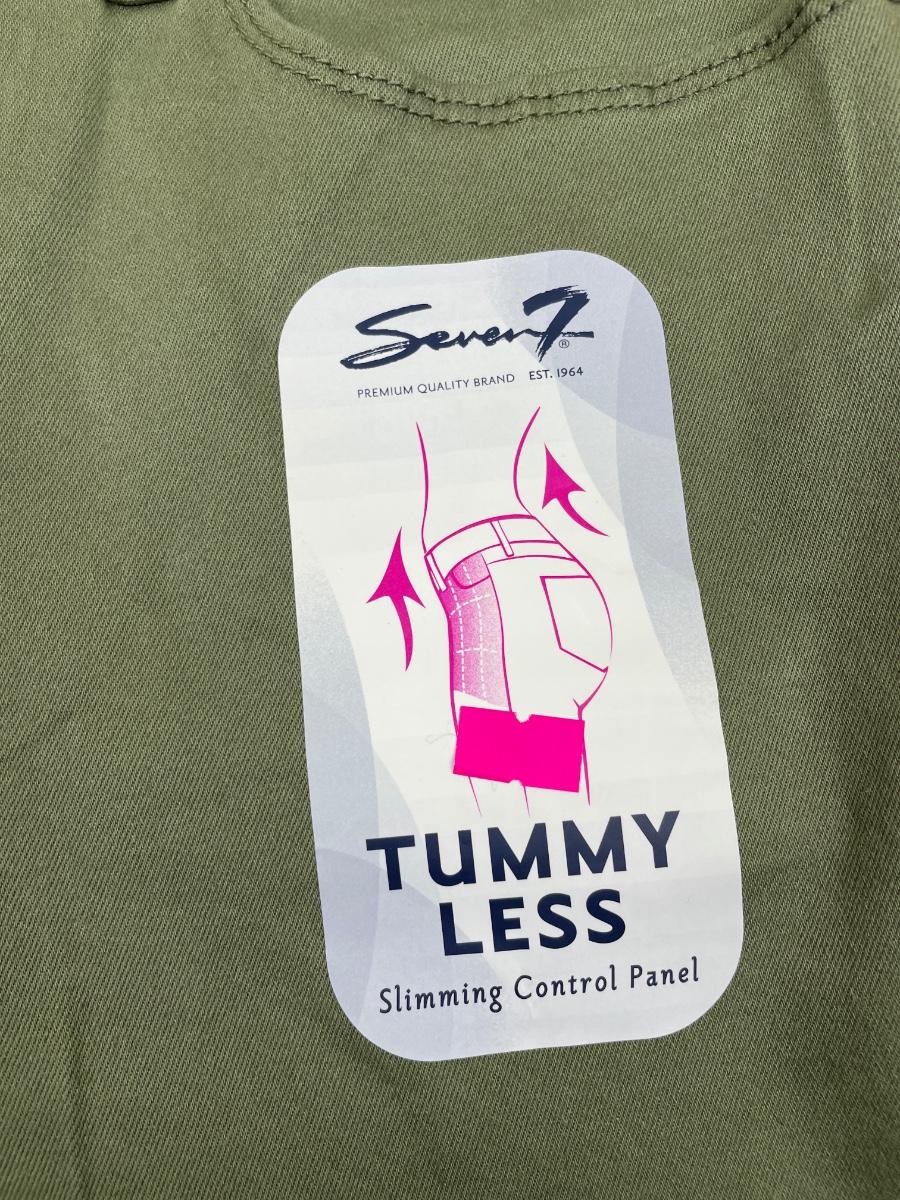 Seven7®
PREMIUM QUALITY BRAND EST. 1964
TUMMY
LESS
Slimming Control Panel